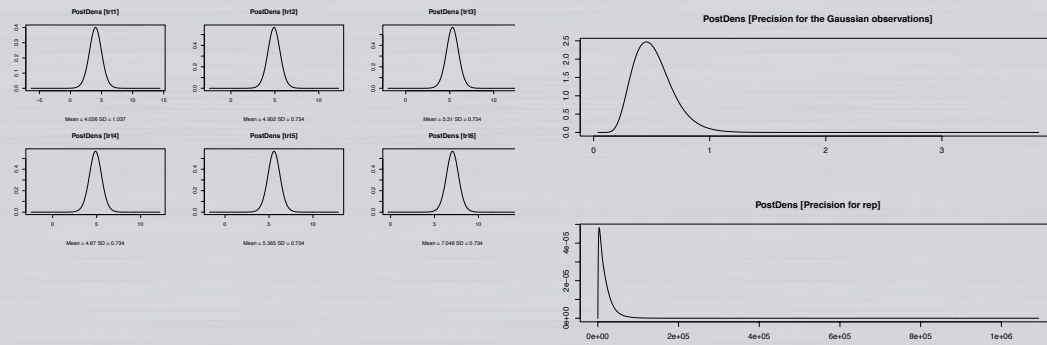 PostDens [trt1]
0.0 0.1 0.2 0.3 0.4
−5 0 5 10 15
Mean = 4.026 SD = 1.037
PostDens [trt2]
0.0 0.2 0.4
0 5 10
Mean = 4.902 SD = 0.734
PostDens [trt3]
0.0 0.2 0.4
0 5 10
Mean = 5.31 SD = 0.734
PostDens [trt4]
0.0 0.2 0.4
0 5 10
Mean = 4.87 SD = 0.734
PostDens [trt5]
0.0 0.2 0.4
0 5 10
Mean = 5.565 SD = 0.734
PostDens [trt6]
0.0 0.2 0.4
0 5 10
Mean = 7.046 SD = 0.734
PostDens [Precision for the Gaussian observations]
0.0 0.5 1.0 1.5 2.0 2.5
0 1 2 3
PostDens [Precision for rep]
0e+00 2e−05 4e−05
0e+00 2e+05 4e+05 6e+05 8e+05 1e+06